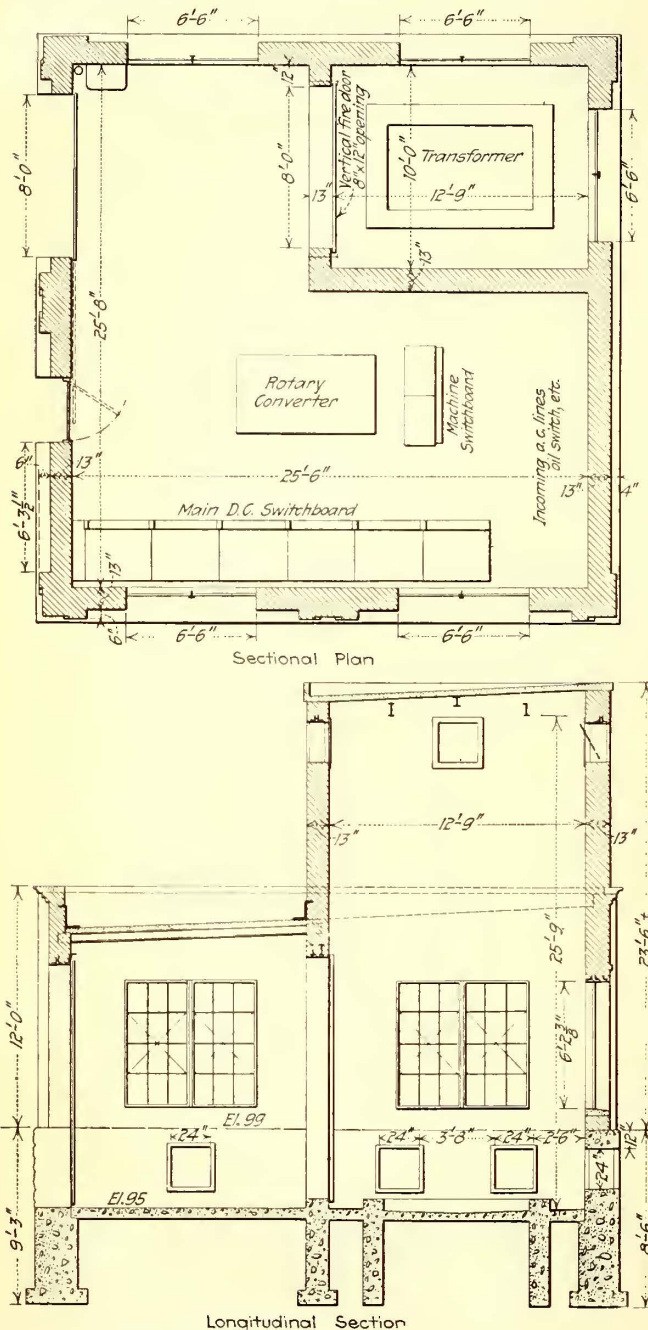 6'-6" 6'-6"
12"
8'-0"
8'-0"
Vertical fire door
8"x12" opening
10'-0"
Transformer
6'-6"
13"
12'-9"
13"
25'-8"
Rotary
Converter
Machine
Switchboard
Incoming a.c. lines
oil switch, etc.
6" 13" 25'-6" 13" 4"
6'-3½"
Main D.C. Switchboard
13"
6" 6'-6" 6'-6"
Sectional Plan
I I I
12'-9"
13" 13"
25'-9"
23'-6"+
12'-0"
6'-2⅜"
El. 99
24" 24" 3'-8" 24" 2'-6" 12"
24"
El. 95
9'-3"
8'-6"
Longitudinal Section